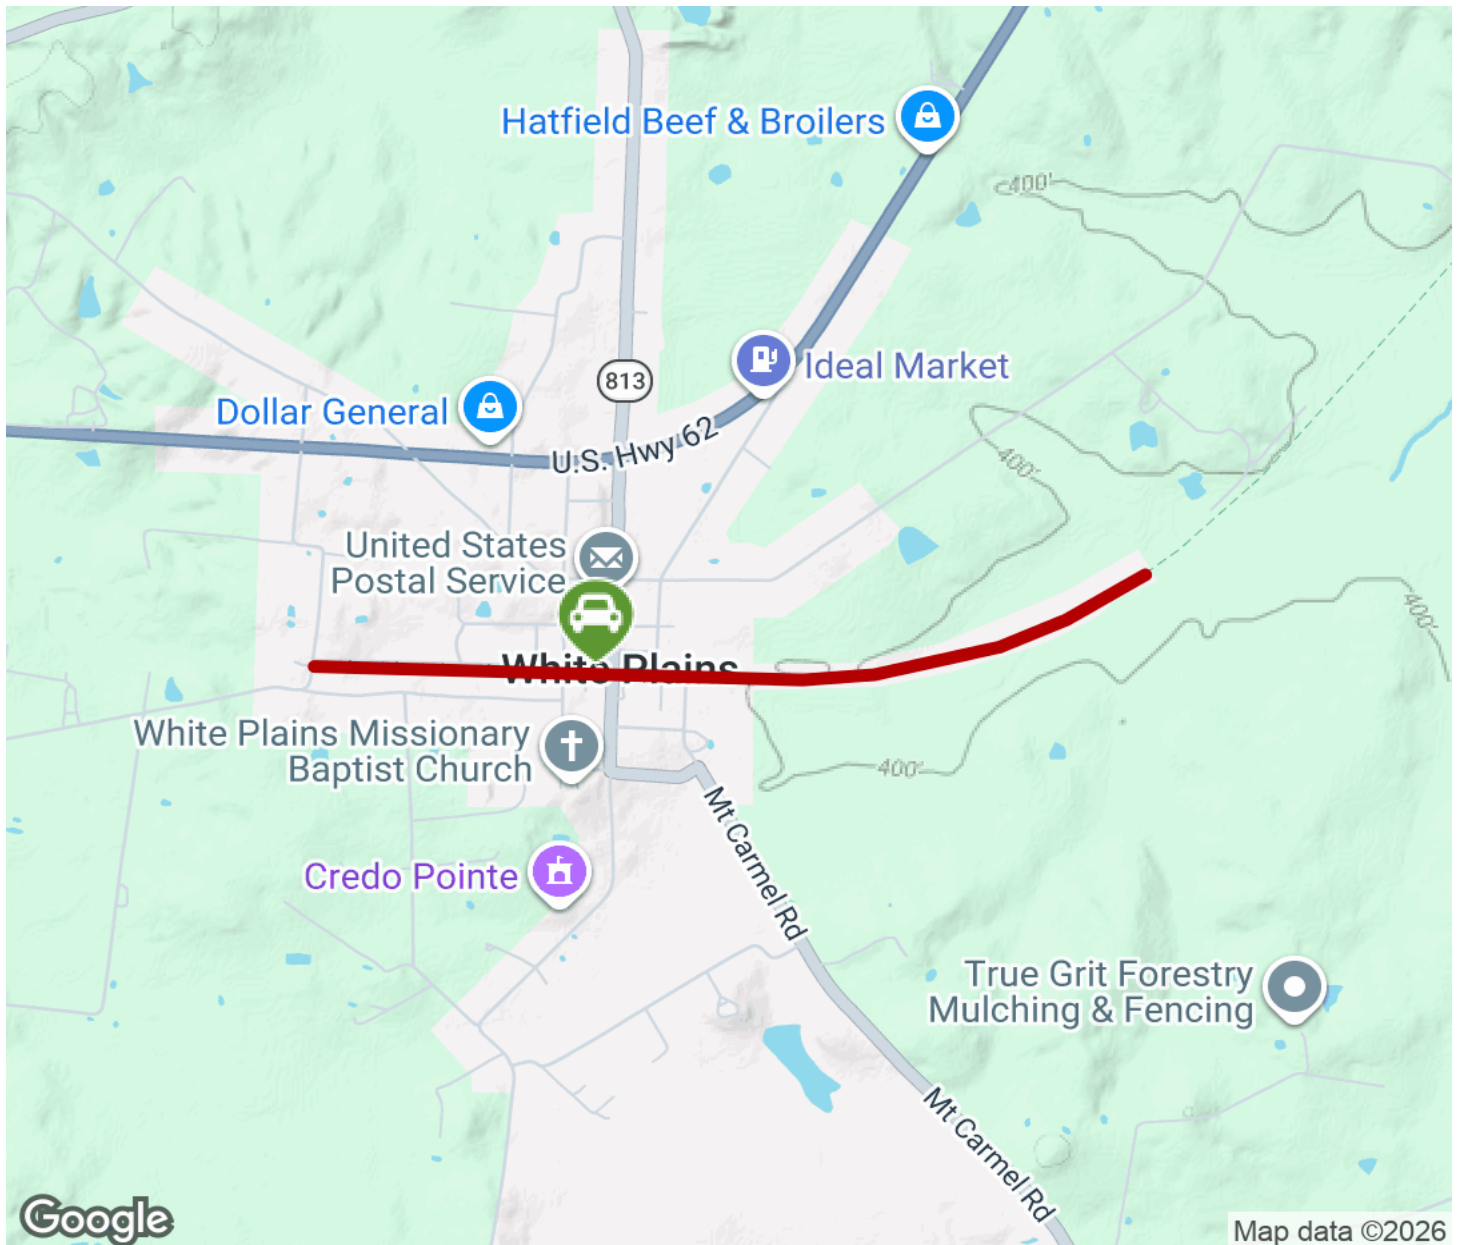 Hatfield Beef & Broilers
400'
813
Ideal Market
Dollar General
U.S. Hwy 62
400'
United States
Postal Service
400'
White Plains
White Plains Missionary
Baptist Church
400'
Mt Carmel Rd
Credo Pointe
True Grit Forestry
Mulching & Fencing
Mt Carmel Rd
Google
Map data ©2026